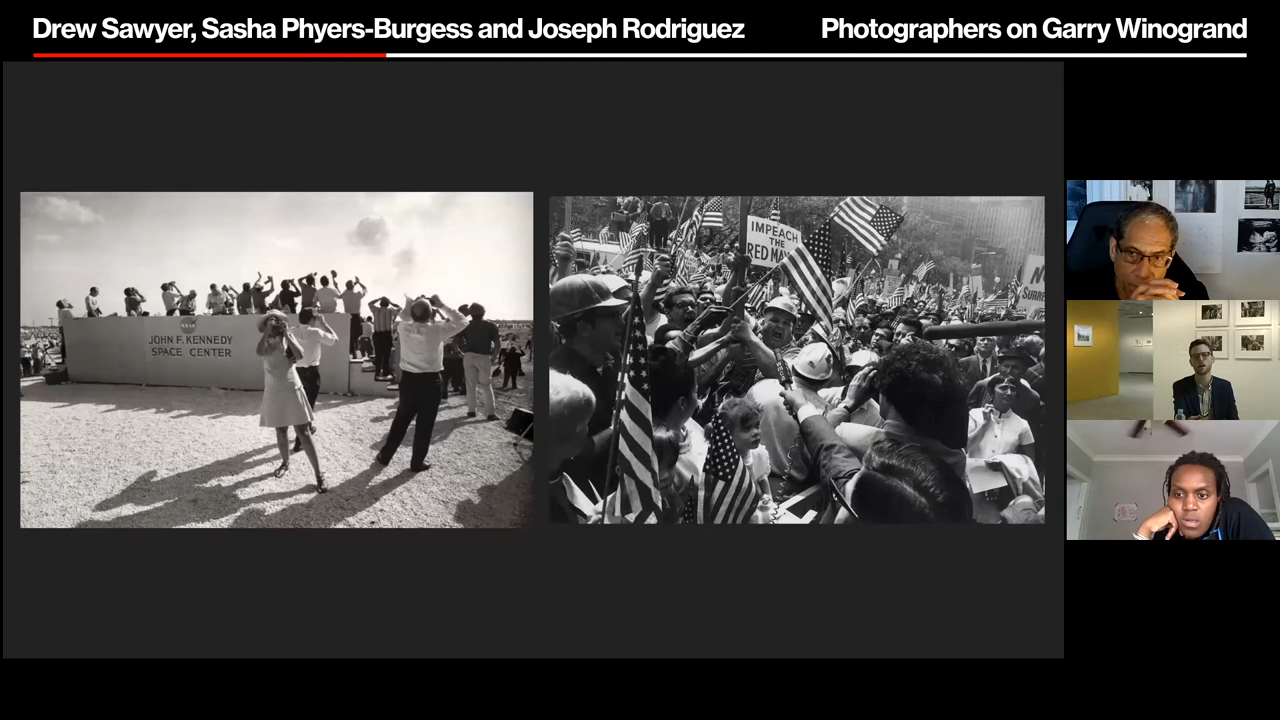 Drew Sawyer, Sasha Phyers-Burgess and Joseph Rodriguez
Photographers on Garry Winogrand
NASA
JOHN F. KENNEDY
SPACE CENTER
IMPEACH
THE
RED MA